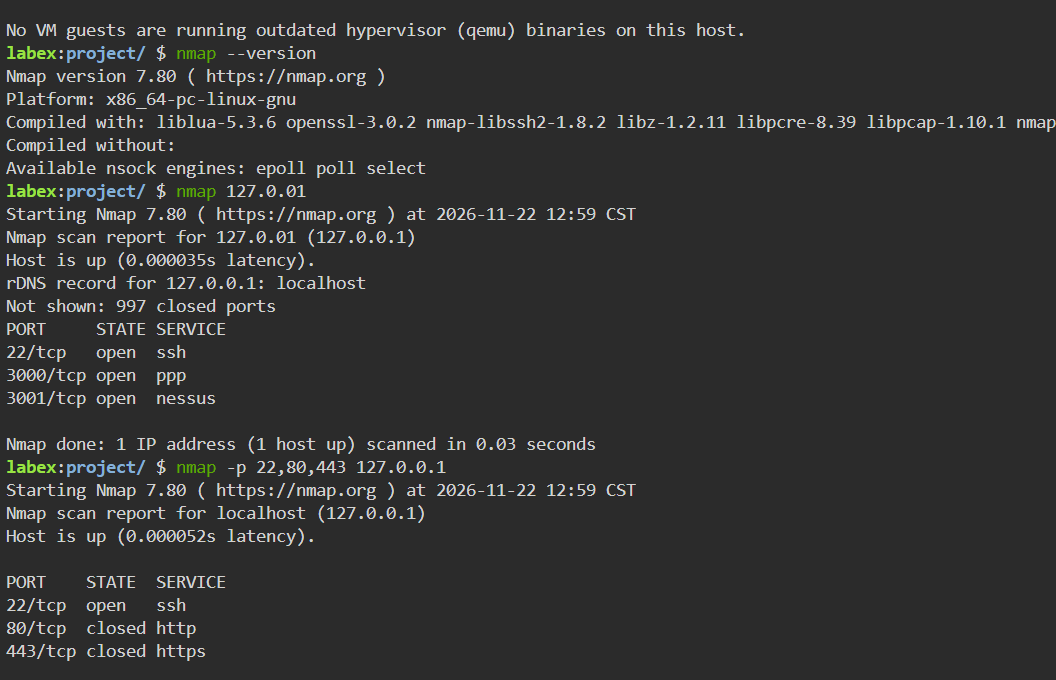 No VM guests are running outdated hypervisor (qemu) binaries on this host.
labex:project/ $ nmap --version
Nmap version 7.80 ( https://nmap.org )
Platform: x86_64-pc-linux-gnu
Compiled with: liblua-5.3.6 openssl-3.0.2 nmap-libssh2-1.8.2 libz-1.2.11 libpcre-8.39 libpcap-1.10.1 nmap
Compiled without:
Available nsock engines: epoll poll select
labex:project/ $ nmap 127.0.01
Starting Nmap 7.80 ( https://nmap.org ) at 2026-11-22 12:59 CST
Nmap scan report for 127.0.01 (127.0.0.1)
Host is up (0.000035s latency).
rDNS record for 127.0.0.1: localhost
Not shown: 997 closed ports
PORT     STATE SERVICE
22/tcp   open  ssh
3000/tcp open  ppp
3001/tcp open  nessus
Nmap done: 1 IP address (1 host up) scanned in 0.03 seconds
labex:project/ $ nmap -p 22,80,443 127.0.0.1
Starting Nmap 7.80 ( https://nmap.org ) at 2026-11-22 12:59 CST
Nmap scan report for localhost (127.0.0.1)
Host is up (0.000052s latency).
PORT    STATE  SERVICE
22/tcp  open   ssh
80/tcp  closed http
443/tcp closed https